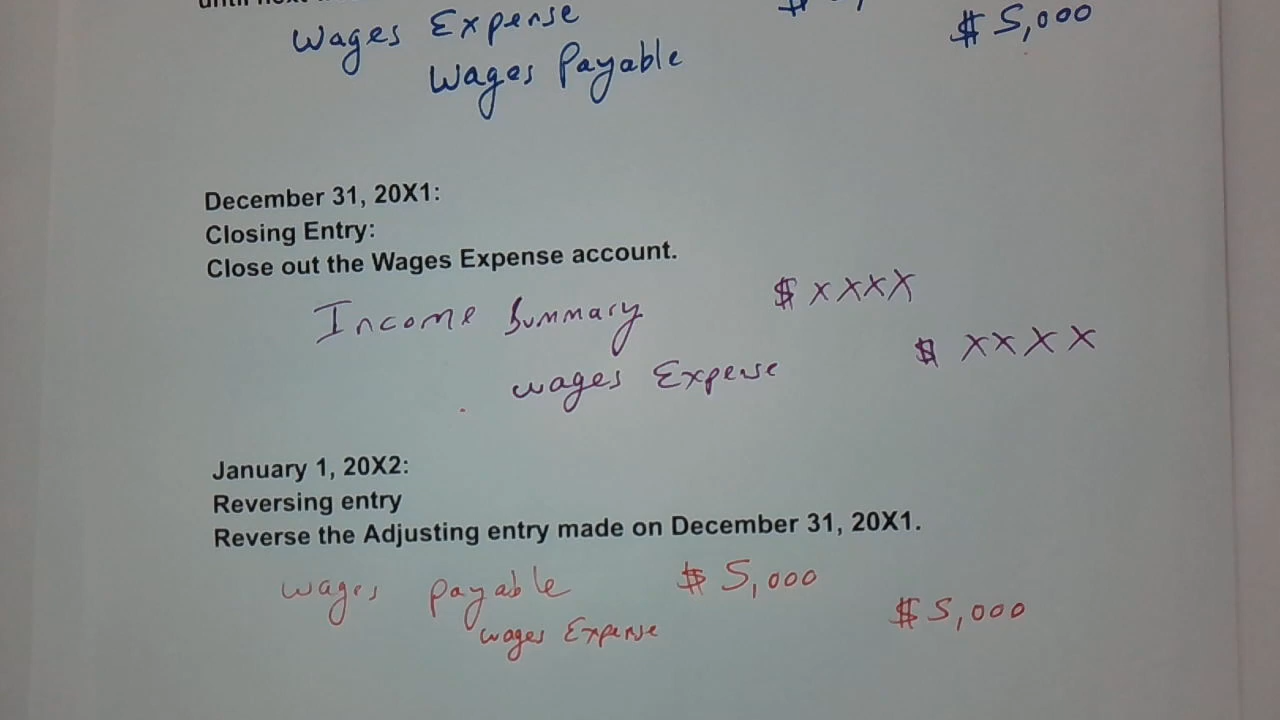 until next
Wages Expense $
Wages Payable $ 5,000
December 31, 20X1:
Closing Entry:
Close out the Wages Expense account.
Income Summary $ XXXX
Wages Expense $ XXXX
January 1, 20X2:
Reversing entry
Reverse the Adjusting entry made on December 31, 20X1.
Wages payable $ 5,000
Wages Expense $ 5,000